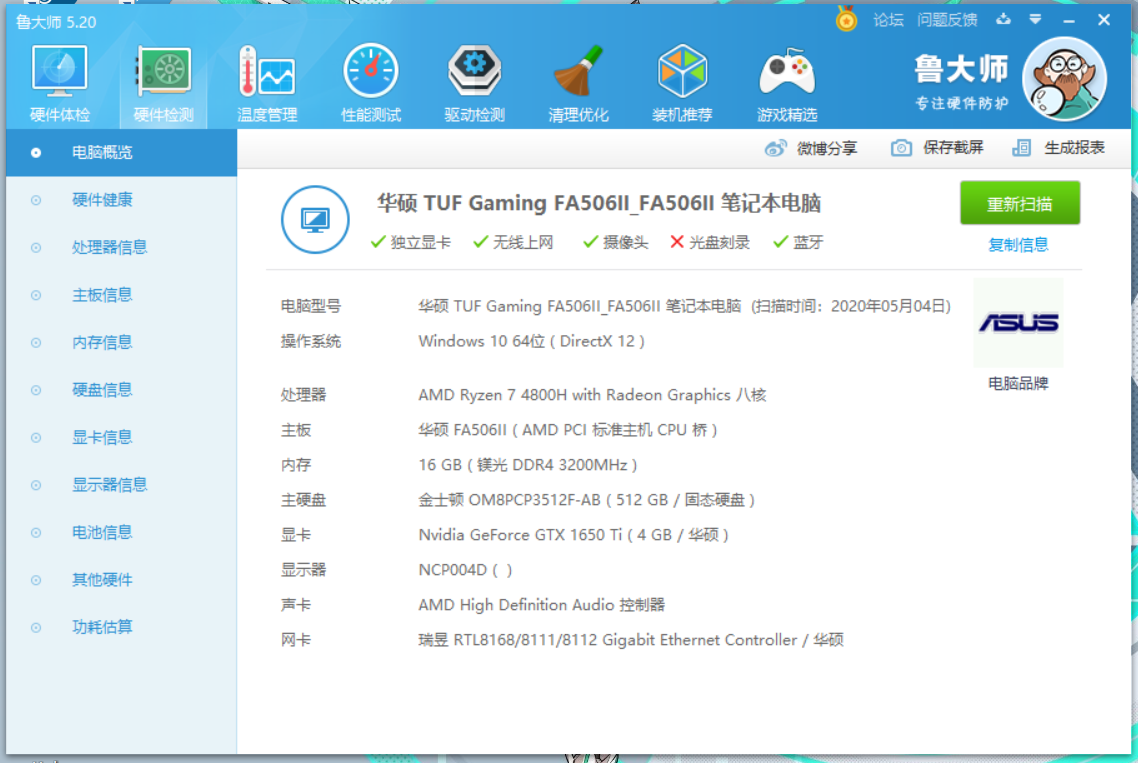 鲁大师 5.20
论坛 问题反馈
硬件体检 硬件检测 温度管理 性能测试 驱动检测 清理优化 装机推荐 游戏精选
鲁大师
专注硬件防护
电脑概览
硬件健康
处理器信息
主板信息
内存信息
硬盘信息
显卡信息
显示器信息
电池信息
其他硬件
功耗估算
微博分享 保存截屏 生成报表
华硕 TUF Gaming FA506II_FA506II 笔记本电脑
独立显卡 无线上网 摄像头 光盘刻录 蓝牙
重新扫描
复制信息
电脑型号 华硕 TUF Gaming FA506II_FA506II 笔记本电脑 (扫描时间：2020年05月04日)
操作系统 Windows 10 64位 ( DirectX 12 )
处理器 AMD Ryzen 7 4800H with Radeon Graphics 八核
主板 华硕 FA506II ( AMD PCI 标准主机 CPU 桥 )
内存 16 GB ( 镁光 DDR4 3200MHz )
主硬盘 金士顿 OM8PCP3512F-AB ( 512 GB / 固态硬盘 )
显卡 Nvidia GeForce GTX 1650 Ti ( 4 GB / 华硕 )
显示器 NCP004D ( )
声卡 AMD High Definition Audio 控制器
网卡 瑞昱 RTL8168/8111/8112 Gigabit Ethernet Controller / 华硕
ASUS
电脑品牌